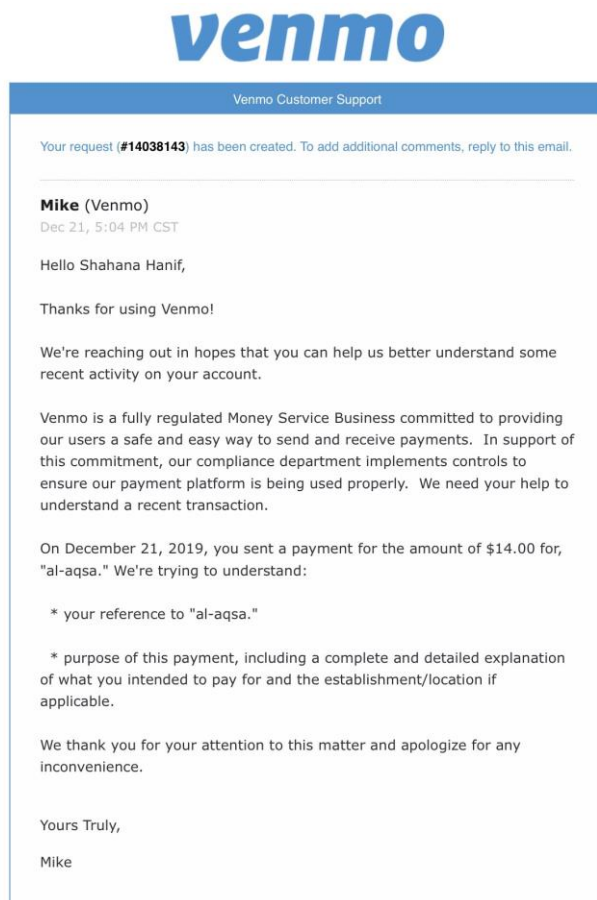 venmo
Venmo Customer Support
Your request (#14038143) has been created. To add additional comments, reply to this email.
Mike (Venmo)
Dec 21, 5:04 PM CST
Hello Shahana Hanif,
Thanks for using Venmo!
We're reaching out in hopes that you can help us better understand some
recent activity on your account.
Venmo is a fully regulated Money Service Business committed to providing
our users a safe and easy way to send and receive payments.  In support of
this commitment, our compliance department implements controls to
ensure our payment platform is being used properly.  We need your help to
understand a recent transaction.
On December 21, 2019, you sent a payment for the amount of $14.00 for,
"al-aqsa." We're trying to understand:
* your reference to "al-aqsa."
* purpose of this payment, including a complete and detailed explanation
of what you intended to pay for and the establishment/location if
applicable.
We thank you for your attention to this matter and apologize for any
inconvenience.
Yours Truly,
Mike